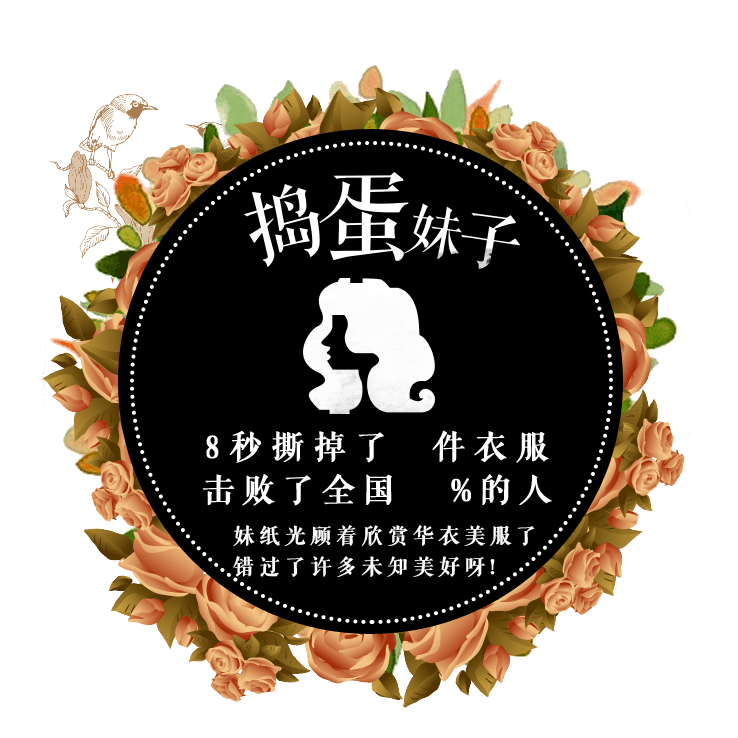 捣蛋妹子
8秒撕掉了 件衣服
击败了全国 %的人
妹纸光顾着欣赏华衣美服了
错过了许多未知美好呀!